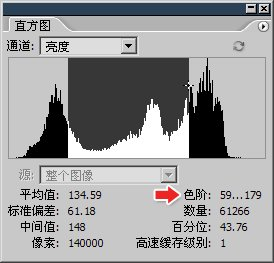 直方图
通道: 亮度
源: 整个图像
平均值: 134.59 色阶: 59...179
标准偏差: 61.18 数量: 61266
中间值: 148 百分位: 43.76
像素: 140000 高速缓存级别: 1